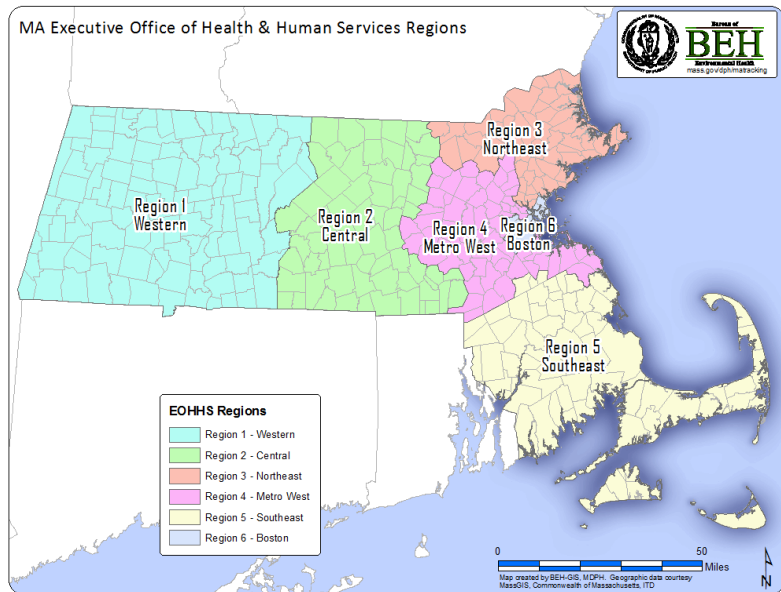 MA Executive Office of Health & Human Services Regions
Bureau of
BEH
Environmental Health
mass.gov/dph/matracking
Region 3
Northeast
Region 1
Western
Region 2
Central
Region 4
Metro West
Region 6
Boston
Region 5
Southeast
EOHHS Regions
Region 1 - Western
Region 2 - Central
Region 3 - Northeast
Region 4 - Metro West
Region 5 - Southeast
Region 6 - Boston
0 50
Miles
Map created by BEH-GIS, MDPH. Geographic data courtesy
MassGIS, Commonwealth of Massachusetts, ITD
N